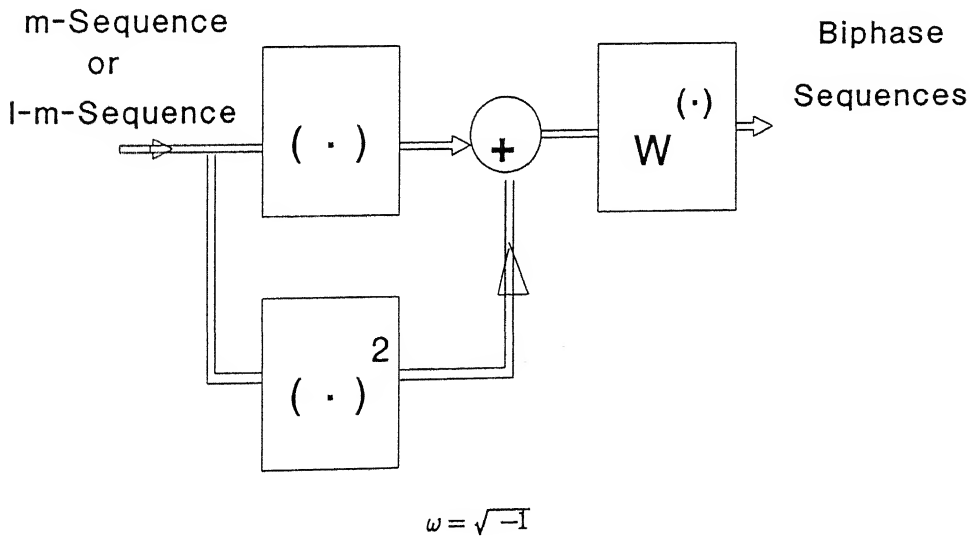 m-Sequence
or
I-m-Sequence
( · )
+
W(·)
Biphase
Sequences
( · )2
ω = √-1